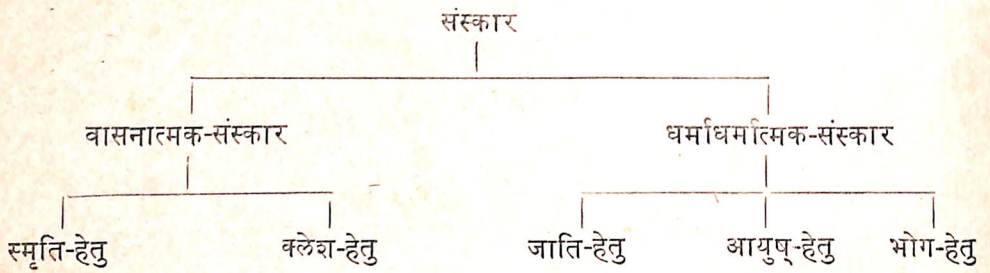 संस्कार
वासनात्मक-संस्कार धर्माधर्मात्मक-संस्कार
स्मृति-हेतु क्लेश-हेतु जाति-हेतु आयुष्-हेतु भोग-हेतु